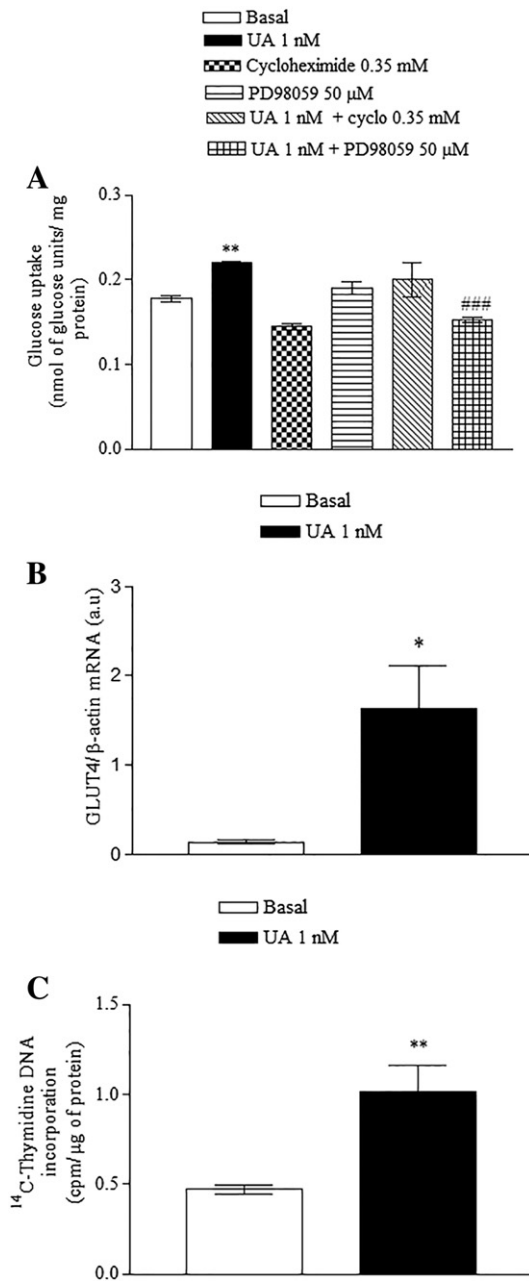 Basal
UA 1 nM
Cycloheximide 0.35 mM
PD98059 50 µM
UA 1 nM + cyclo 0.35 mM
UA 1 nM + PD98059 50 µM
A
Glucose uptake
(nmol of glucose units/ mg
protein)
0.3
0.2
0.1
0.0
**
###
Basal
UA 1 nM
B
GLUT4/β-actin mRNA (a.u)
3
2
1
0
*
Basal
UA 1 nM
C
14C-Thymidine DNA
incorporation
(cpm/µg of protein)
1.5
1.0
0.5
0.0
**